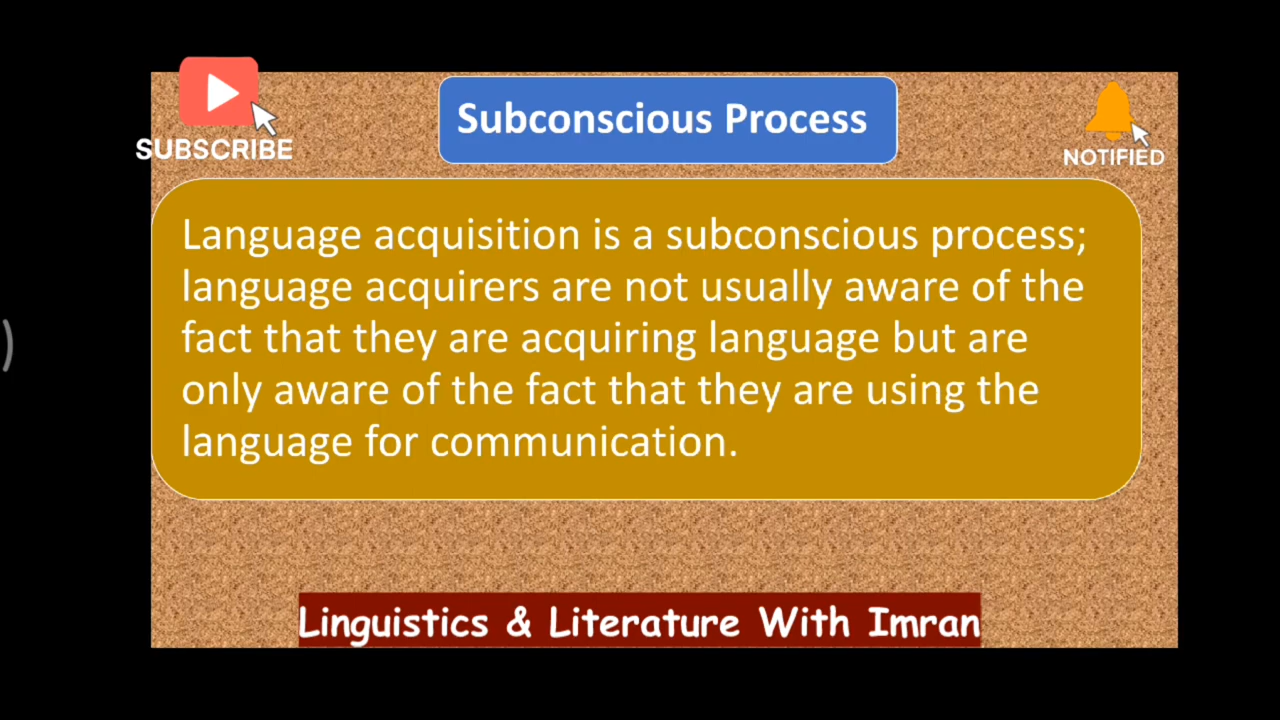 Subconscious Process
SUBSCRIBE
NOTIFIED
Language acquisition is a subconscious process;
language acquirers are not usually aware of the
fact that they are acquiring language but are
only aware of the fact that they are using the
language for communication.
Linguistics & Literature With Imran